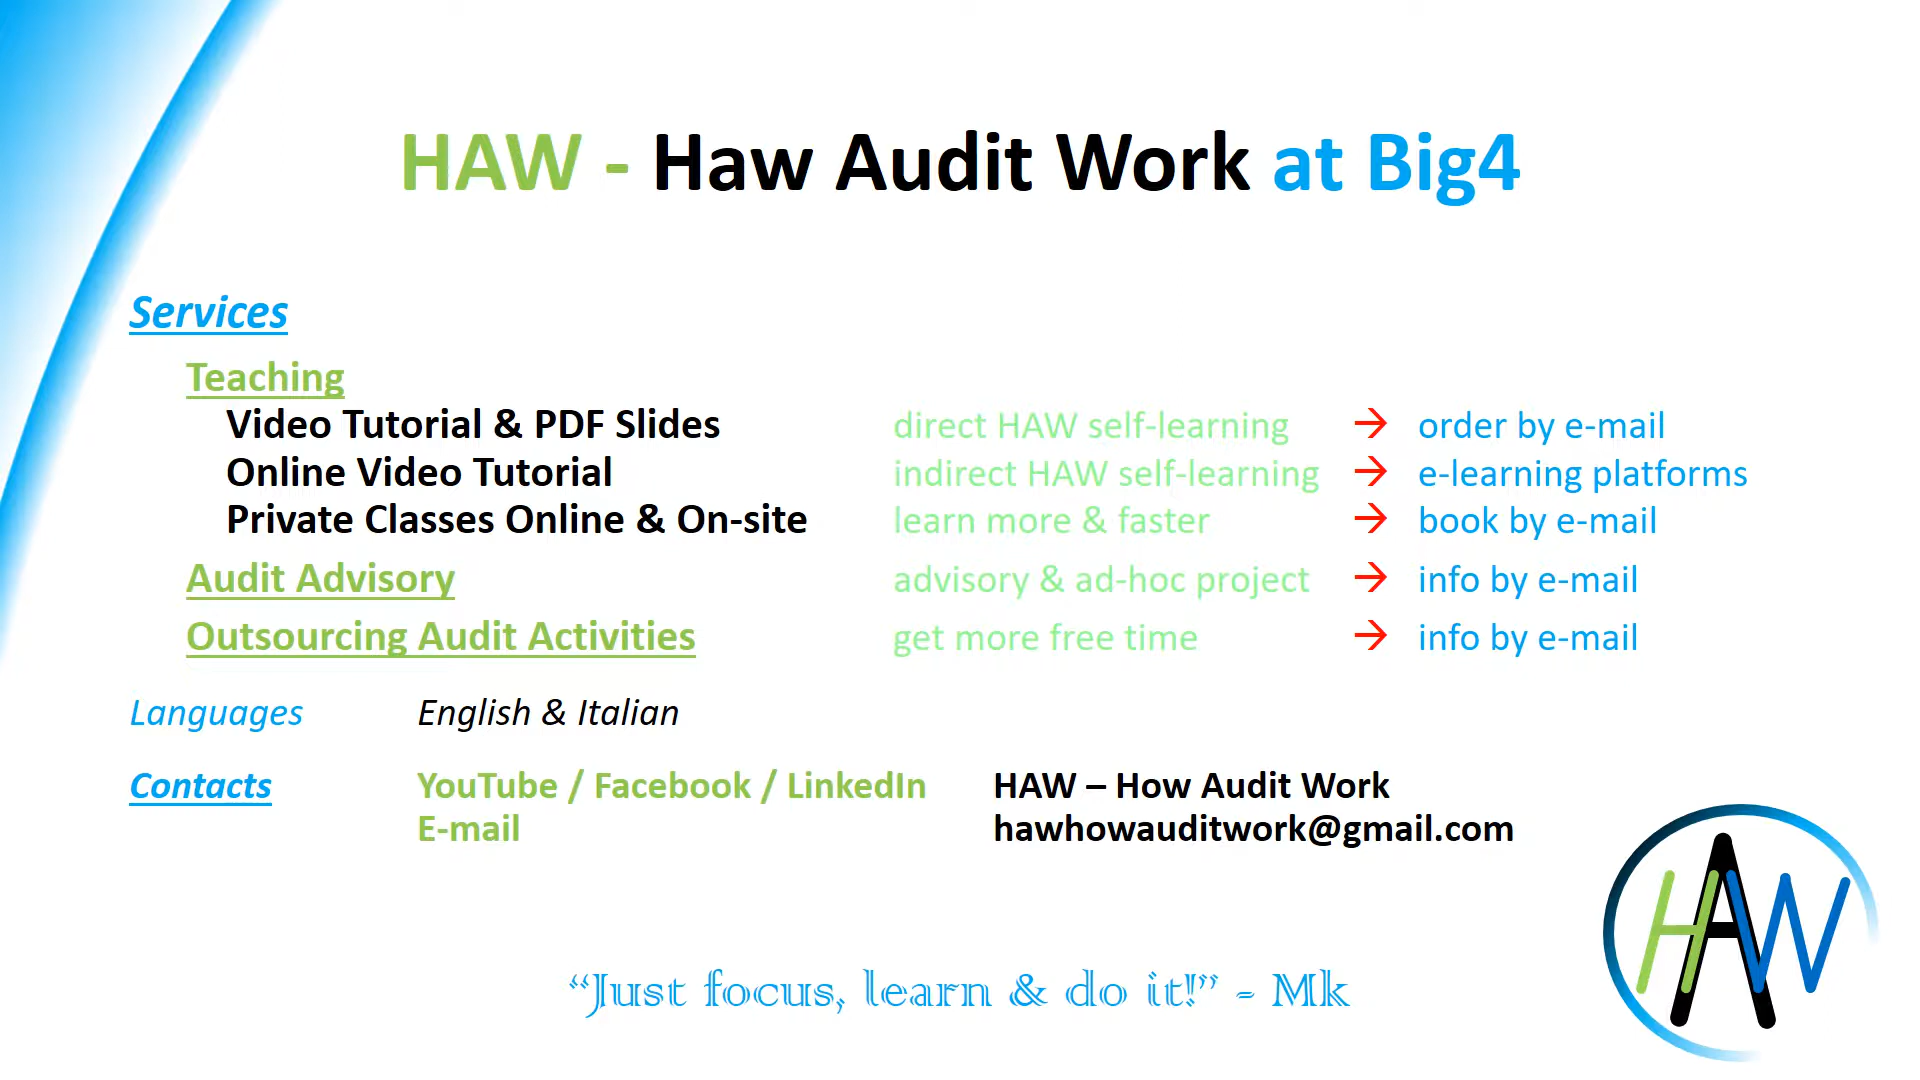 HAW - Haw Audit Work at Big4
Services
Teaching
Video Tutorial & PDF Slides direct HAW self-learning → order by e-mail
Online Video Tutorial indirect HAW self-learning → e-learning platforms
Private Classes Online & On-site learn more & faster → book by e-mail
Audit Advisory advisory & ad-hoc project → info by e-mail
Outsourcing Audit Activities get more free time → info by e-mail
Languages English & Italian
Contacts YouTube / Facebook / LinkedIn HAW – How Audit Work
E-mail hawhowauditwork@gmail.com
HAW
“Just focus, learn & do it!” - Mk